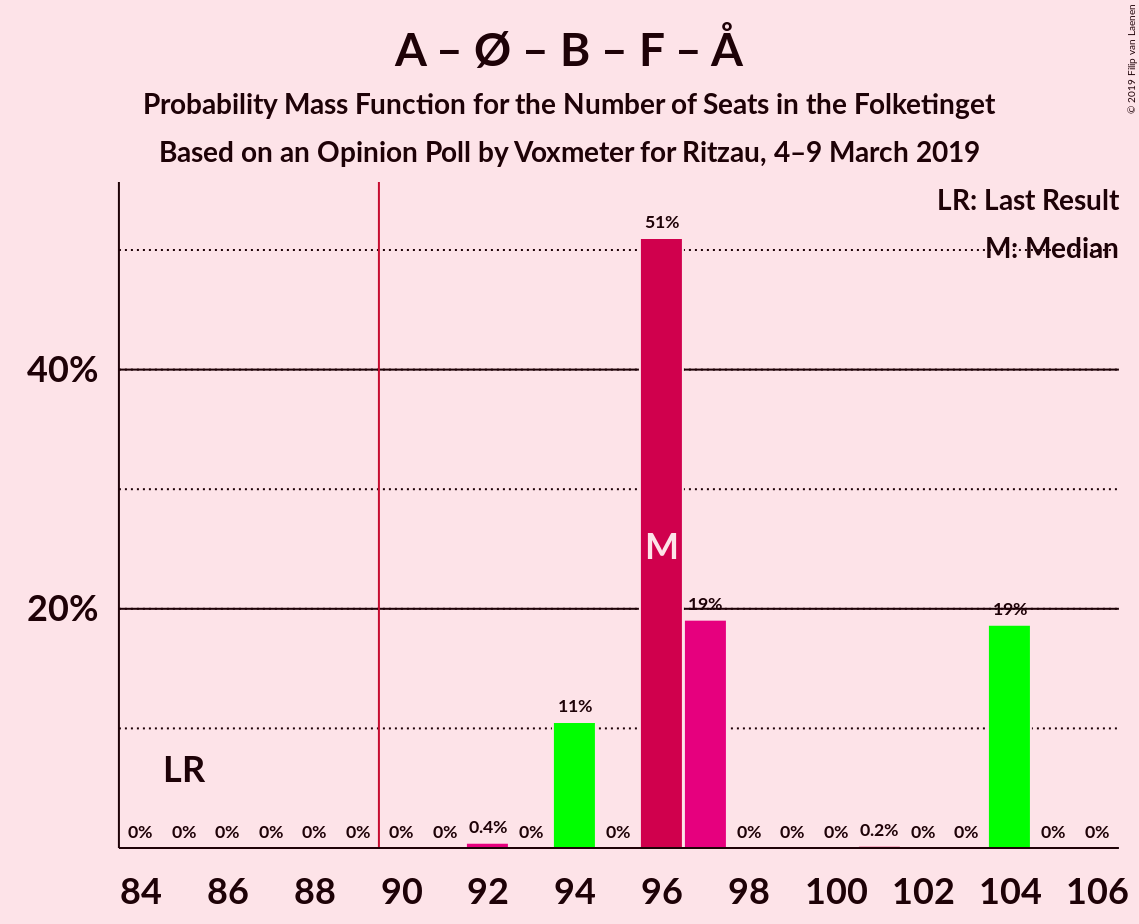 A – Ø – B – F – Å
Probability Mass Function for the Number of Seats in the Folketinget
Based on an Opinion Poll by Voxmeter for Ritzau, 4–9 March 2019
© 2019 Filip van Laenen
LR: Last Result
M: Median
51%
40%
M
20%
19%
19%
11%
LR
0% 0% 0% 0% 0% 0% 0% 0% 0.4% 0% 0% 0% 0% 0% 0.2% 0% 0% 0% 0%
84 86 88 90 92 94 96 98 100 102 104 106